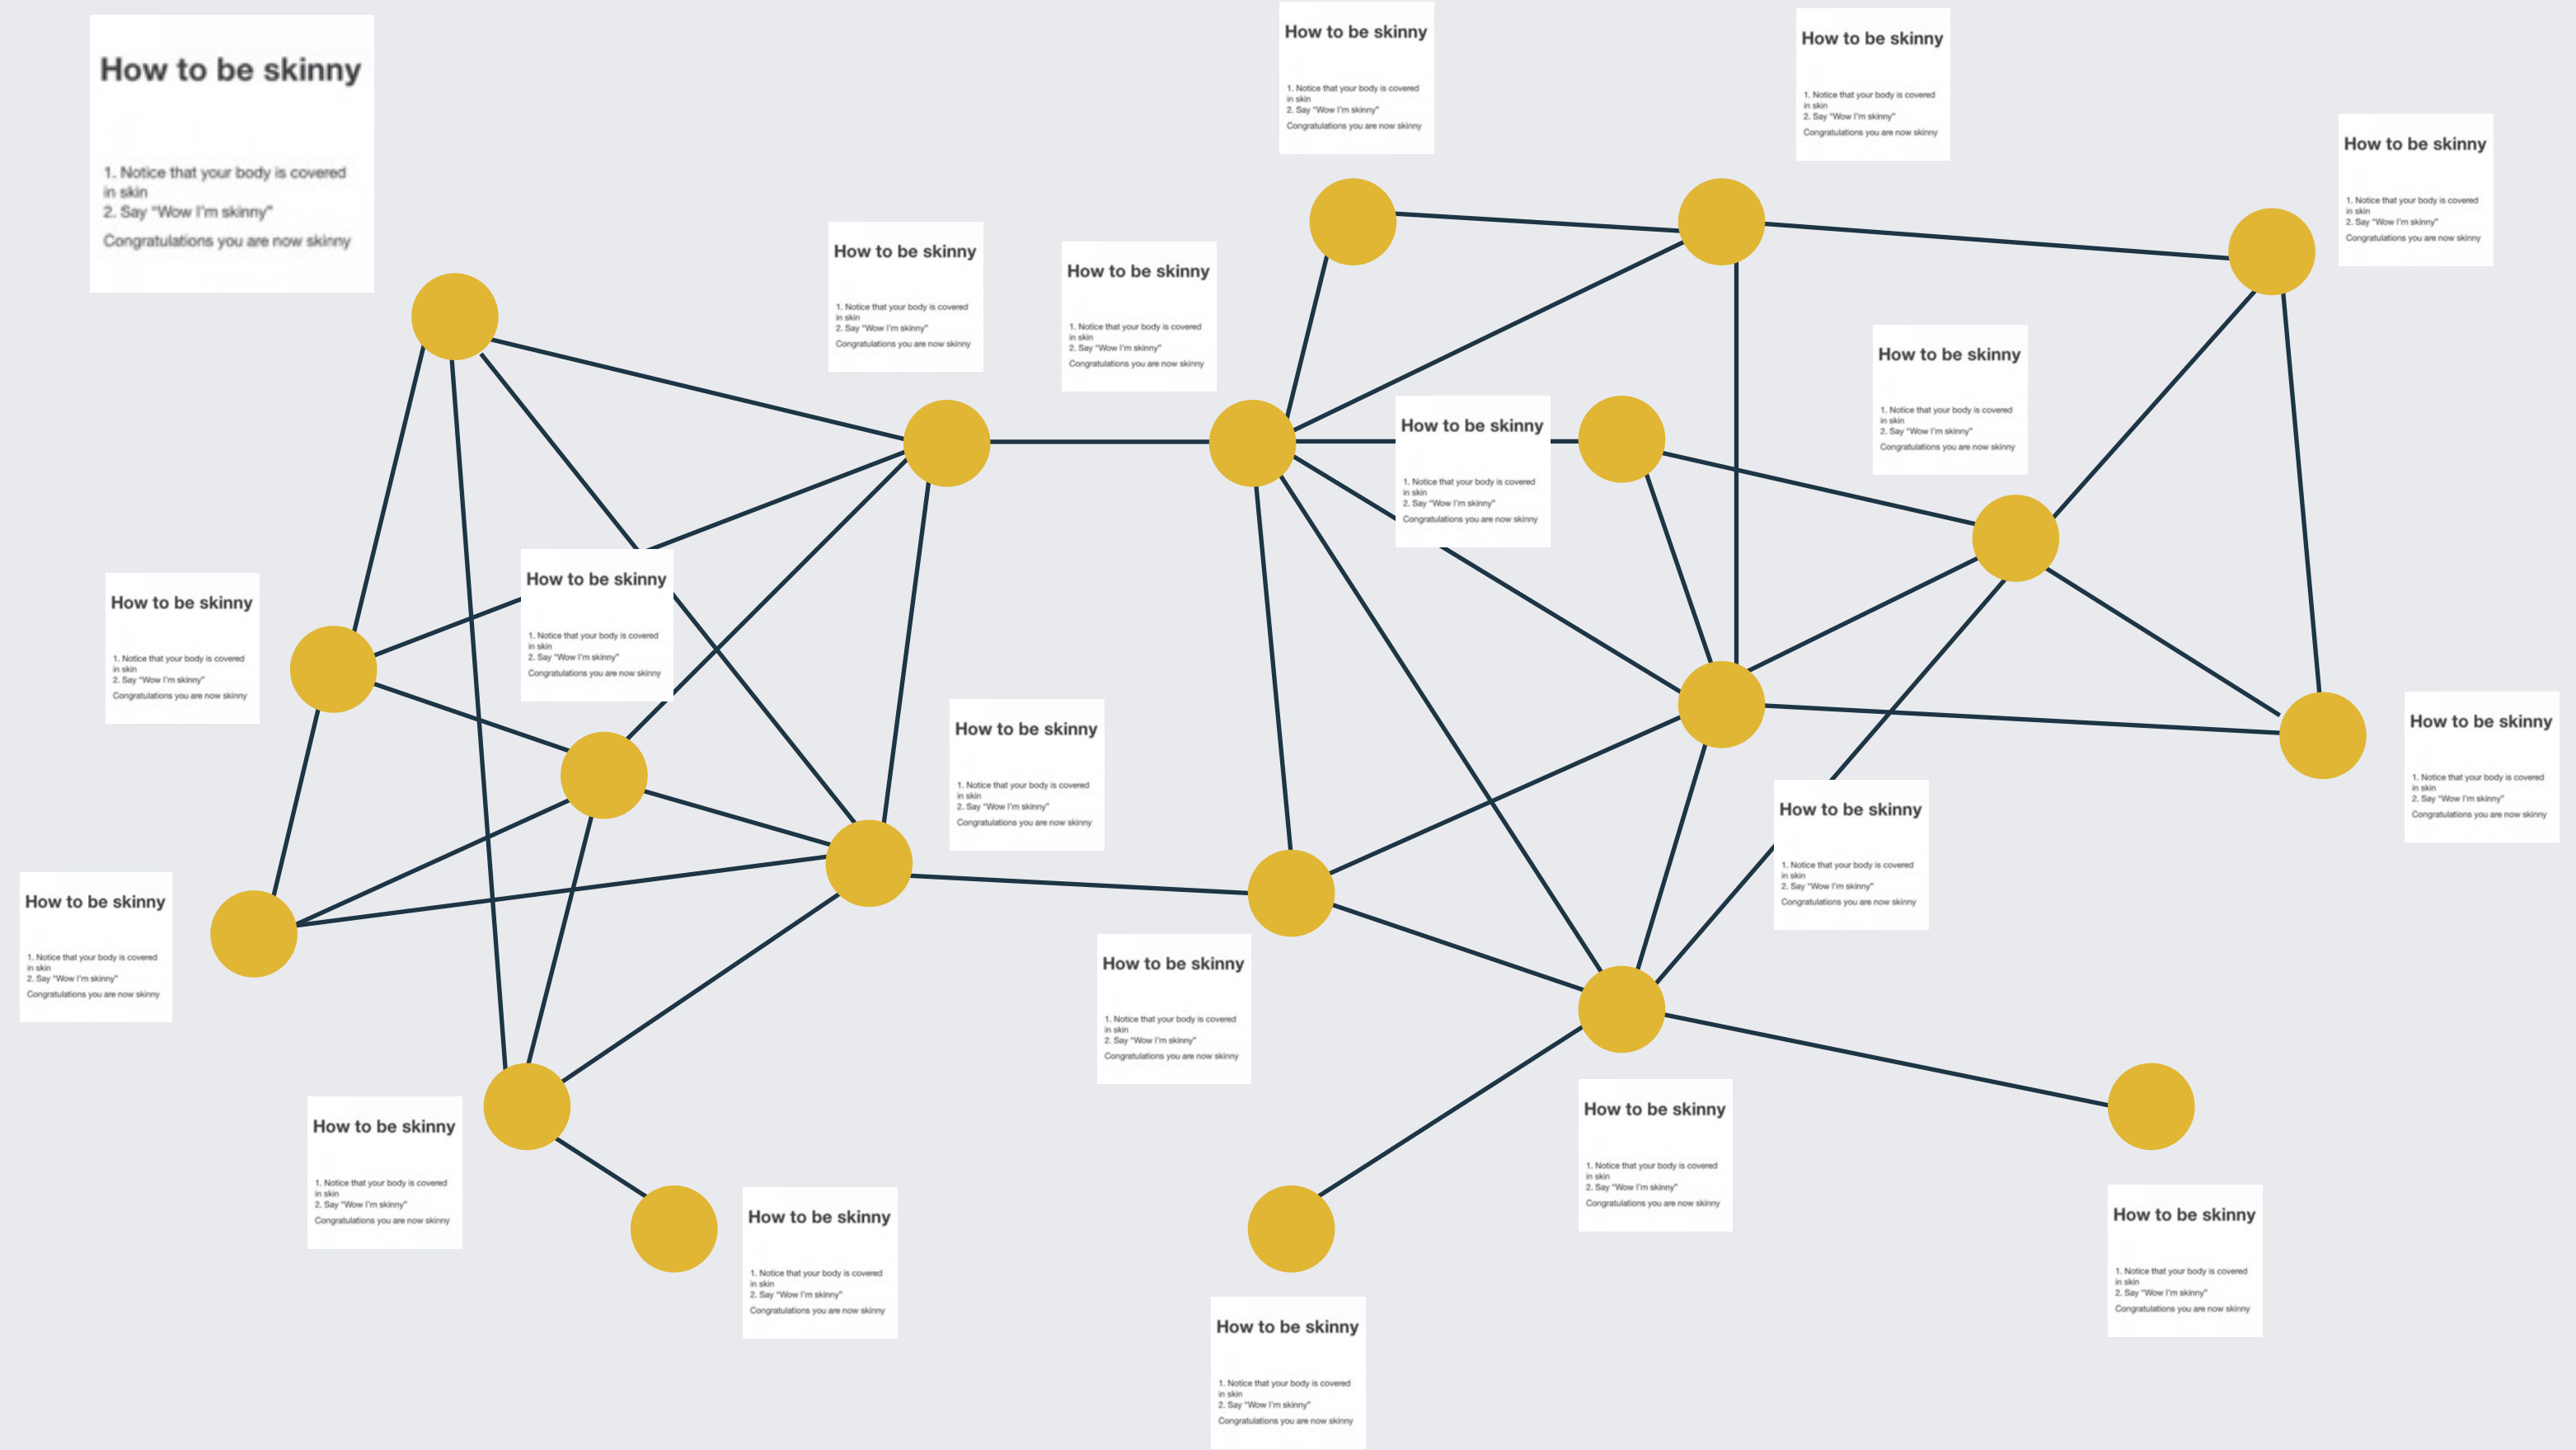 How to be skinny
1. Notice that your body is covered
in skin
2. Say “Wow I’m skinny”
Congratulations you are now skinny
How to be skinny
1. Notice that your body is covered
in skin
2. Say “Wow I’m skinny”
Congratulations you are now skinny
How to be skinny
1. Notice that your body is covered
in skin
2. Say “Wow I’m skinny”
Congratulations you are now skinny
How to be skinny
1. Notice that your body is covered
in skin
2. Say “Wow I’m skinny”
Congratulations you are now skinny
How to be skinny
1. Notice that your body is covered
in skin
2. Say “Wow I’m skinny”
Congratulations you are now skinny
How to be skinny
1. Notice that your body is covered
in skin
2. Say “Wow I’m skinny”
Congratulations you are now skinny
How to be skinny
1. Notice that your body is covered
in skin
2. Say “Wow I’m skinny”
Congratulations you are now skinny
How to be skinny
1. Notice that your body is covered
in skin
2. Say “Wow I’m skinny”
Congratulations you are now skinny
How to be skinny
1. Notice that your body is covered
in skin
2. Say “Wow I’m skinny”
Congratulations you are now skinny
How to be skinny
1. Notice that your body is covered
in skin
2. Say “Wow I’m skinny”
Congratulations you are now skinny
How to be skinny
1. Notice that your body is covered
in skin
2. Say “Wow I’m skinny”
Congratulations you are now skinny
How to be skinny
1. Notice that your body is covered
in skin
2. Say “Wow I’m skinny”
Congratulations you are now skinny
How to be skinny
1. Notice that your body is covered
in skin
2. Say “Wow I’m skinny”
Congratulations you are now skinny
How to be skinny
1. Notice that your body is covered
in skin
2. Say “Wow I’m skinny”
Congratulations you are now skinny
How to be skinny
1. Notice that your body is covered
in skin
2. Say “Wow I’m skinny”
Congratulations you are now skinny
How to be skinny
1. Notice that your body is covered
in skin
2. Say “Wow I’m skinny”
Congratulations you are now skinny
How to be skinny
1. Notice that your body is covered
in skin
2. Say “Wow I’m skinny”
Congratulations you are now skinny
How to be skinny
1. Notice that your body is covered
in skin
2. Say “Wow I’m skinny”
Congratulations you are now skinny
How to be skinny
1. Notice that your body is covered
in skin
2. Say “Wow I’m skinny”
Congratulations you are now skinny
How to be skinny
1. Notice that your body is covered
in skin
2. Say “Wow I’m skinny”
Congratulations you are now skinny